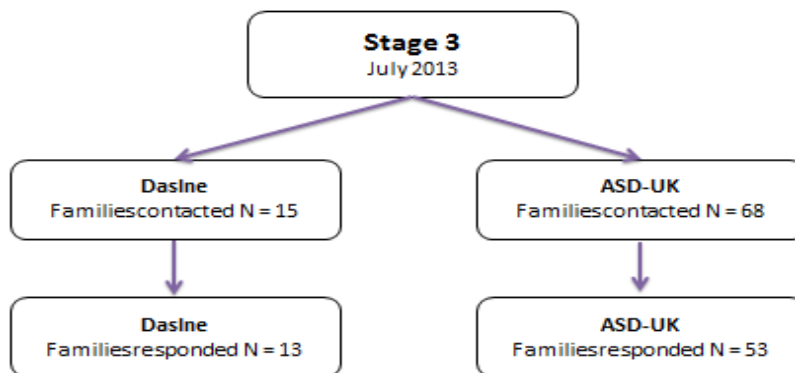 Stage 3
July 2013
Daslne
Familiescontacted N = 15
ASD-UK
Familiescontacted N = 68
Daslne
Familiesresponded N = 13
ASD-UK
Familiesresponded N = 53